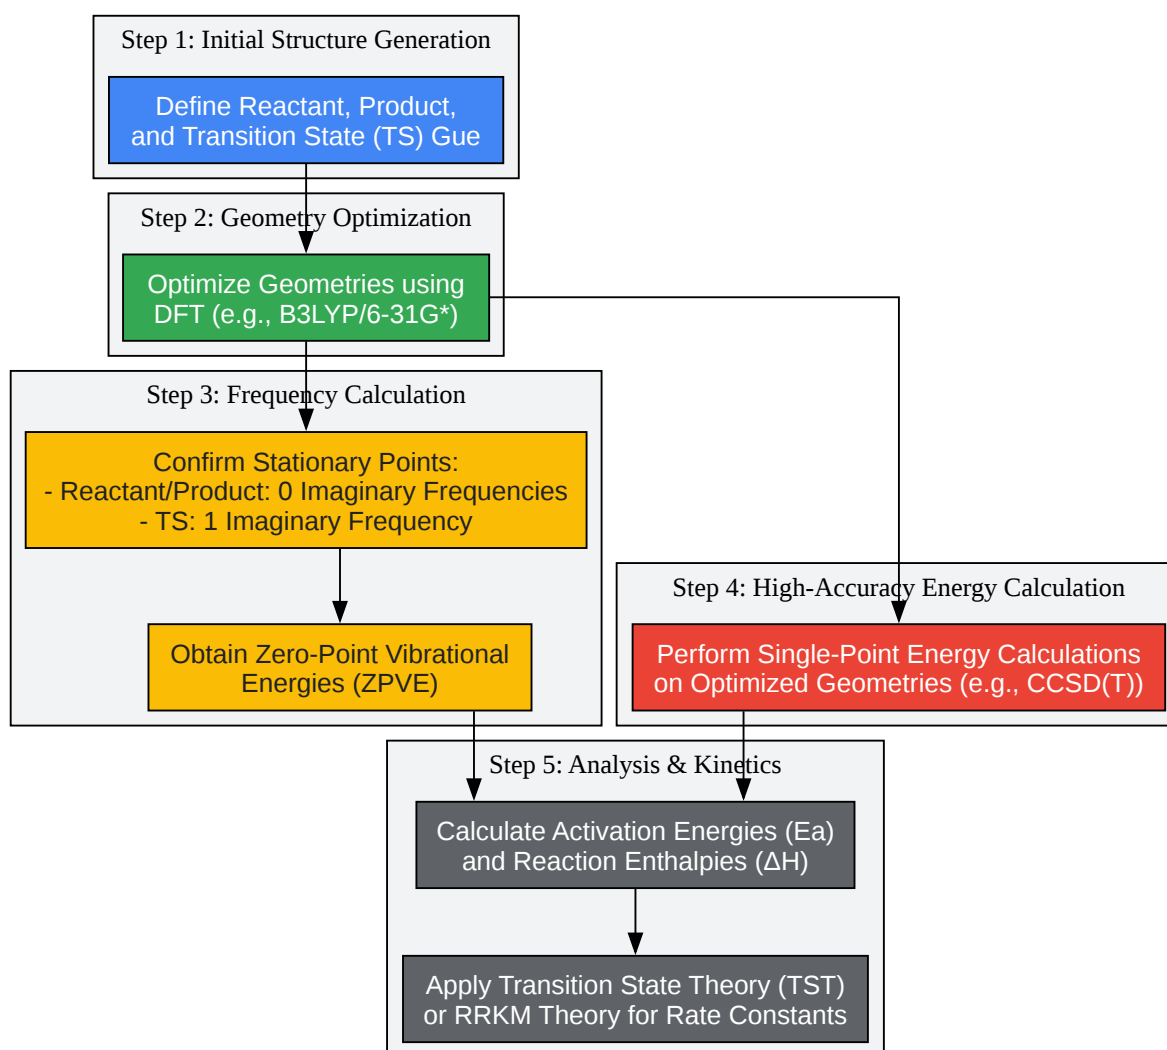 Step 1: Initial Structure Generation
Define Reactant, Product,
and Transition State (TS) Gue
Step 2: Geometry Optimization
Optimize Geometries using
DFT (e.g., B3LYP/6-31G*)
Step 3: Frequency Calculation
Confirm Stationary Points:
- Reactant/Product: 0 Imaginary Frequencies
- TS: 1 Imaginary Frequency
Obtain Zero-Point Vibrational
Energies (ZPVE)
Step 4: High-Accuracy Energy Calculation
Perform Single-Point Energy Calculations
on Optimized Geometries (e.g., CCSD(T))
Step 5: Analysis & Kinetics
Calculate Activation Energies (Ea)
and Reaction Enthalpies (ΔH)
Apply Transition State Theory (TST)
or RRKM Theory for Rate Constants